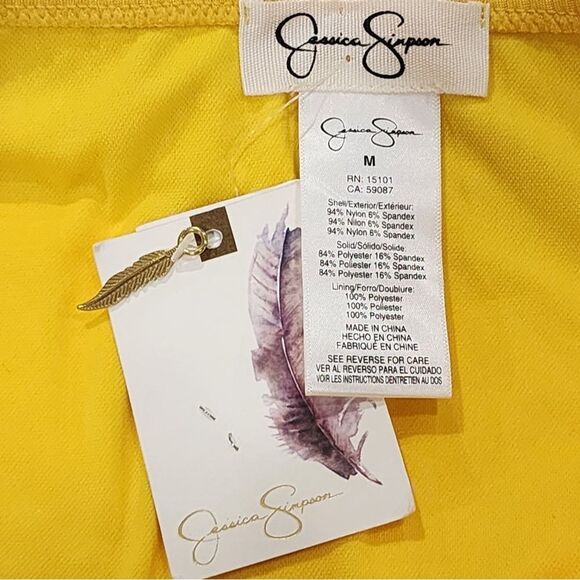 Jessica Simpson
Jessica Simpson
M
RN: 15101
CA: 59087
Shell/Exterior/Extérieur:
94% Nylon 6% Spandex
94% Nilon 6% Spandex
94% Nylon 6% Spandex
Solid/Sólido/Solide
84% Polyester 16% Spandex
84% Poliester 16% Spandex
84% Polyester 16% Spandex
Lining/Forro/Doublure:
100% Polyester
100% Poliester
100% Polyester
MADE IN CHINA
HECHO EN CHINA
FABRIQUÉ EN CHINE
SEE REVERSE FOR CARE
VER AL REVERSO PARA EL CUIDADO
VOIR LES INSTRUCTIONS DENTRETIEN AU DOS
Jessica Simpson